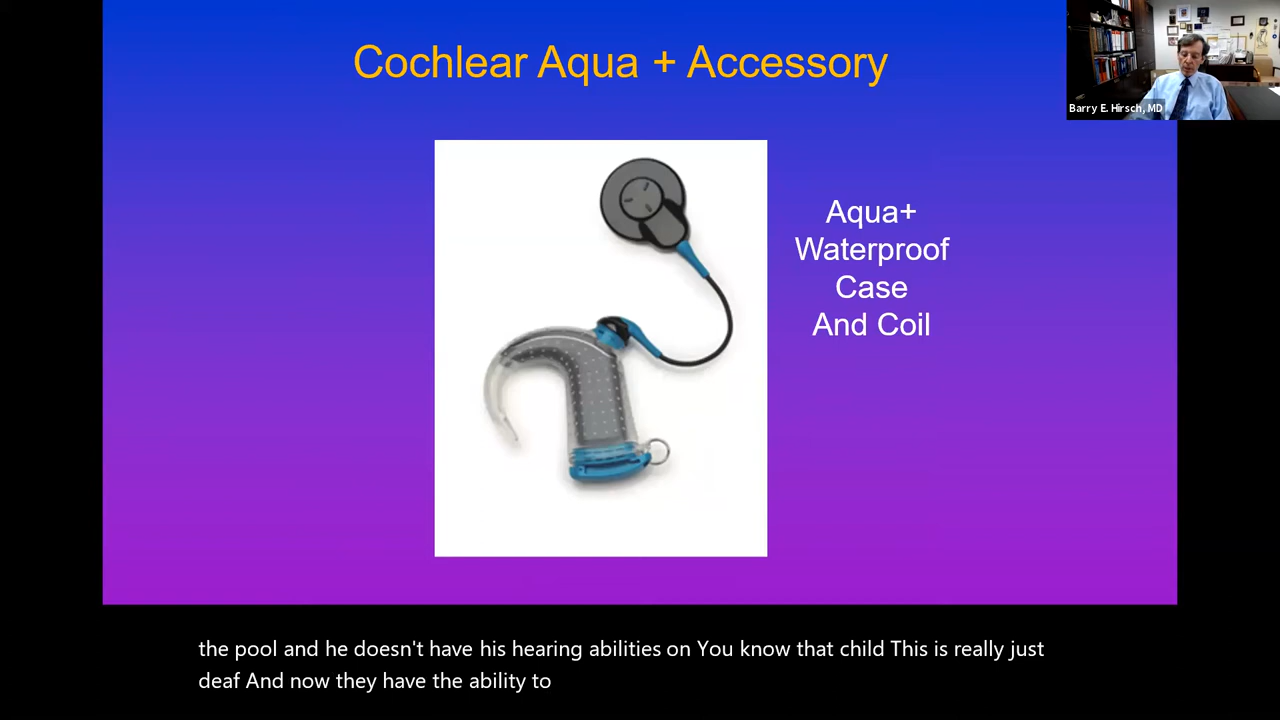 Cochlear Aqua + Accessory
Barry E. Hirsch, MD
Aqua+
Waterproof
Case
And Coil
the pool and he doesn't have his hearing abilities on You know that child This is really just
deaf And now they have the ability to